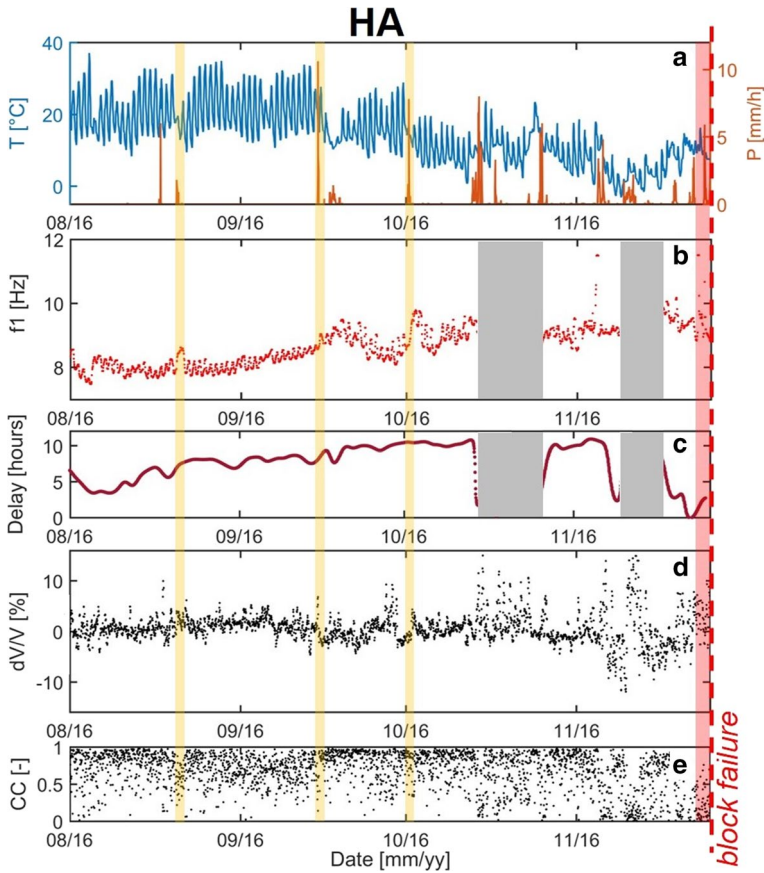 HA
a
T [°C]
40
20
0
P [mm/h]
10
5
0
08/16 09/16 10/16 11/16
b
f1 [Hz]
12
10
8
08/16 09/16 10/16 11/16
c
Delay [hours]
10
5
0
08/16 09/16 10/16 11/16
d
dV/V [%]
10
0
-10
08/16 09/16 10/16 11/16
e
CC [-]
1
0.5
0
08/16 09/16 10/16 11/16
Date [mm/yy]
block failure